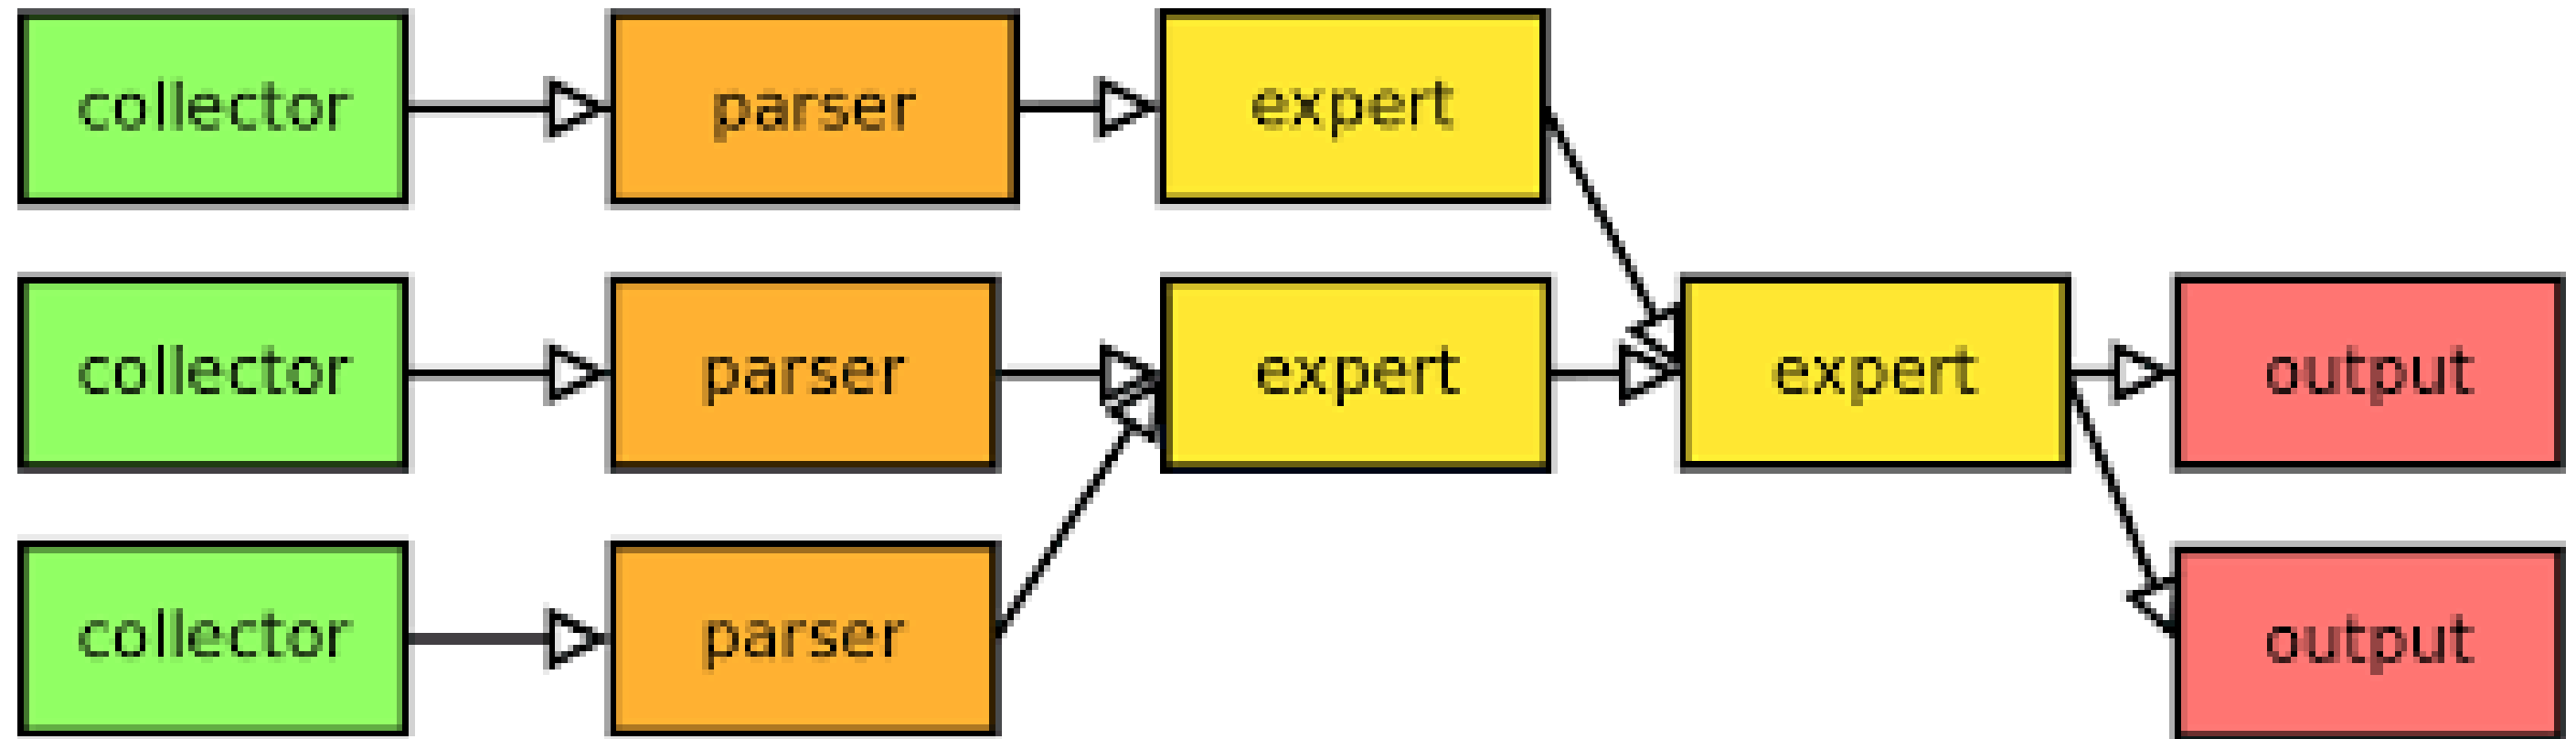 collector
parser
expert
collector
parser
expert
expert
output
collector
parser
output